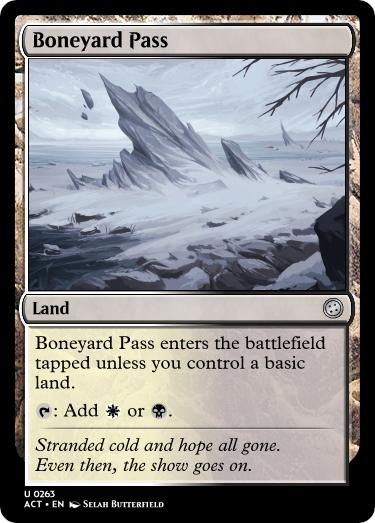 Boneyard Pass
Land
Boneyard Pass enters the battlefield
tapped unless you control a basic
land.
: Add or .
Stranded cold and hope all gone.
Even then, the show goes on.
U 0263
ACT • EN Selah Butterfield